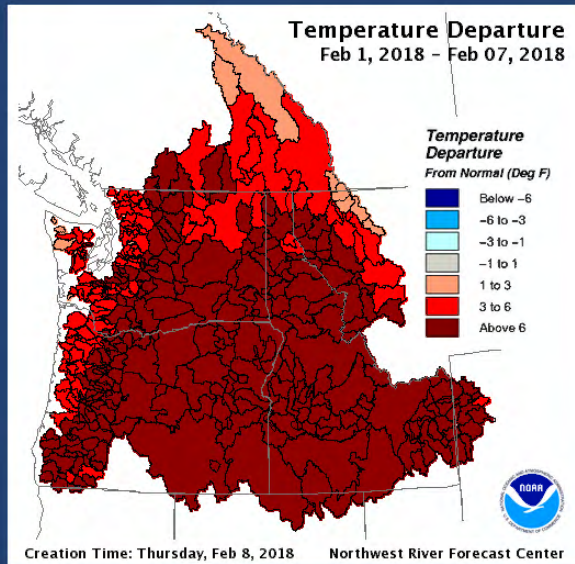 Temperature Departure
Feb 1, 2018 - Feb 07, 2018
Temperature
Departure
From Normal (Deg F)
Below -6
-6 to -3
-3 to -1
-1 to 1
1 to 3
3 to 6
Above 6
NOAA
Creation Time: Thursday, Feb 8, 2018
Northwest River Forecast Center